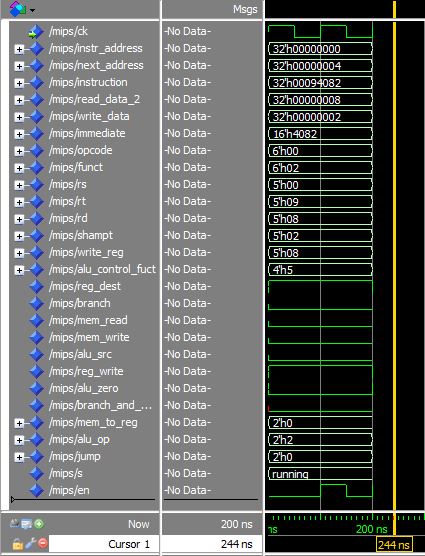 Msgs
/mips/ck -No Data-
/mips/instr_address -No Data- 32'h00000000
/mips/next_address -No Data- 32'h00000004
/mips/instruction -No Data- 32'h00094082
/mips/read_data_2 -No Data- 32'h00000008
/mips/write_data -No Data- 32'h00000002
/mips/immediate -No Data- 16'h4082
/mips/opcode -No Data- 6'h00
/mips/funct -No Data- 6'h02
/mips/rs -No Data- 5'h00
/mips/rt -No Data- 5'h09
/mips/rd -No Data- 5'h08
/mips/shampt -No Data- 5'h02
/mips/write_reg -No Data- 5'h08
/mips/alu_control_fuct -No Data- 4'h5
/mips/reg_dest -No Data-
/mips/branch -No Data-
/mips/mem_read -No Data-
/mips/mem_write -No Data-
/mips/alu_src -No Data-
/mips/reg_write -No Data-
/mips/alu_zero -No Data-
/mips/branch_and_... -No Data-
/mips/mem_to_reg -No Data- 2'h0
/mips/alu_op -No Data- 2'h2
/mips/jump -No Data- 2'h0
/mips/s -No Data- running
/mips/en -No Data-
Now 200 ns ns 200 ns
Cursor 1 244 ns 244 ns